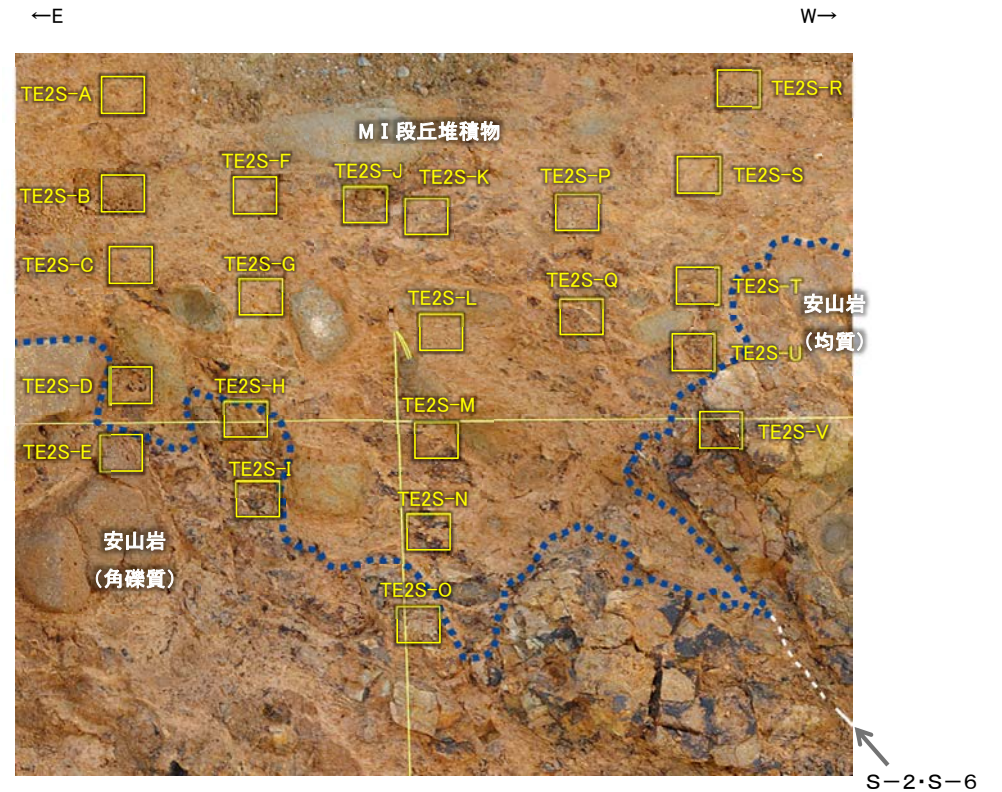 ←E
W→
TE2S-A
TE2S-R
MⅠ段丘堆積物
TE2S-F
TE2S-J
TE2S-K
TE2S-P
TE2S-S
TE2S-B
TE2S-C
TE2S-G
TE2S-L
TE2S-Q
TE2S-T
安山岩
（均質）
TE2S-U
TE2S-D
TE2S-H
TE2S-M
TE2S-V
TE2S-E
TE2S-I
TE2S-N
安山岩
（角礫質）
TE2S-O
S－2・S－6